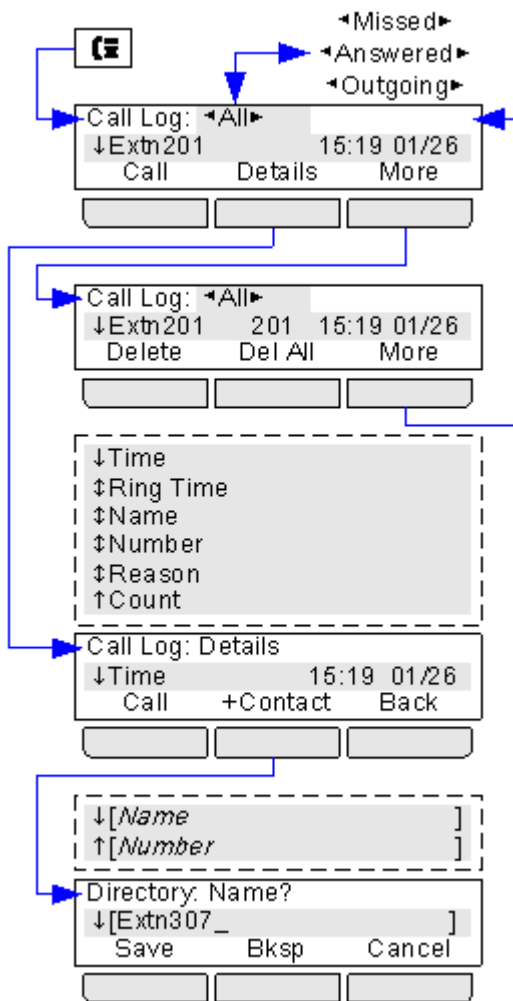 ◂Missed▸
◂Answered▸
◂Outgoing▸
Call Log: ◂All▸
↓Extn201 15:19 01/26
Call Details More
Call Log: ◂All▸
↓Extn201 201 15:19 01/26
Delete Del All More
↓Time
↕Ring Time
↕Name
↕Number
↕Reason
↑Count
Call Log: Details
↓Time 15:19 01/26
Call +Contact Back
↓[Name ]
↑[Number ]
Directory: Name?
↓[Extn307_ ]
Save Bksp Cancel